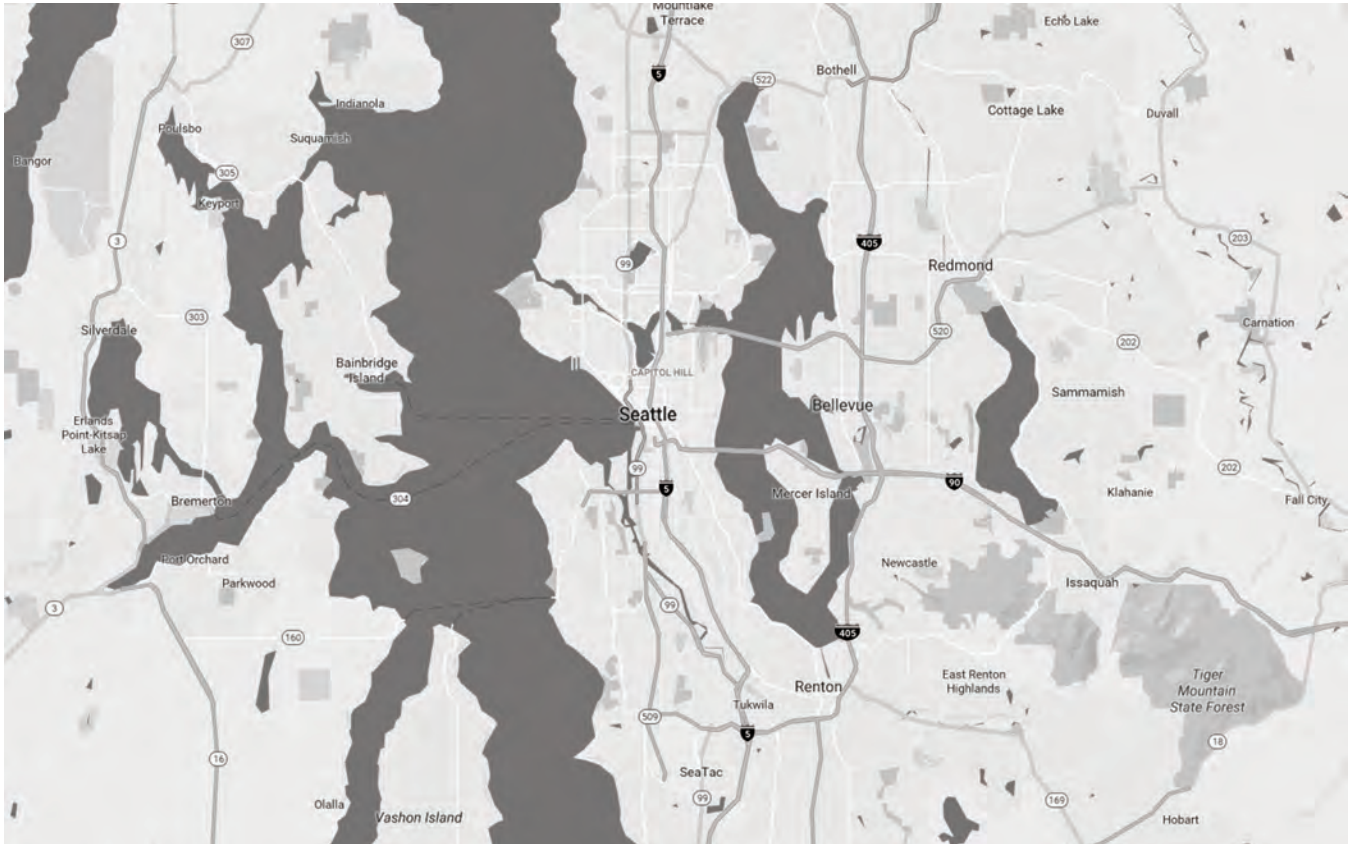 Mountlake
Terrace
Echo Lake
307
5
522
Bothell
Indianola
Cottage Lake
Duvall
Poulsbo
Suquamish
Bangor
305
Keyport
3
405
203
99
Redmond
303
Silverdale
520
Carnation
202
Bainbridge
Island
CAPITOL HILL
Sammamish
Seattle
Bellevue
Erlands
Point-Kitsap
Lake
99
202
5
90
Bremerton
304
Mercer Island
Klahanie
Fall City
Port Orchard
Newcastle
Parkwood
Issaquah
3
99
160
405
Renton
East Renton
Highlands
Tiger
Mountain
State Forest
Tukwila
509
5
18
16
SeaTac
99
169
Olalla
Vashon Island
Hobart